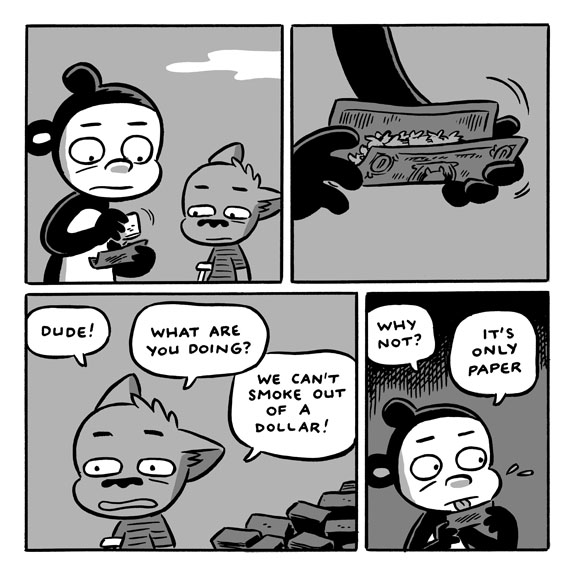 DUDE!
WHAT ARE
YOU DOING?
WE CAN'T
SMOKE OUT
OF A
DOLLAR!
WHY
NOT?
IT'S
ONLY
PAPER